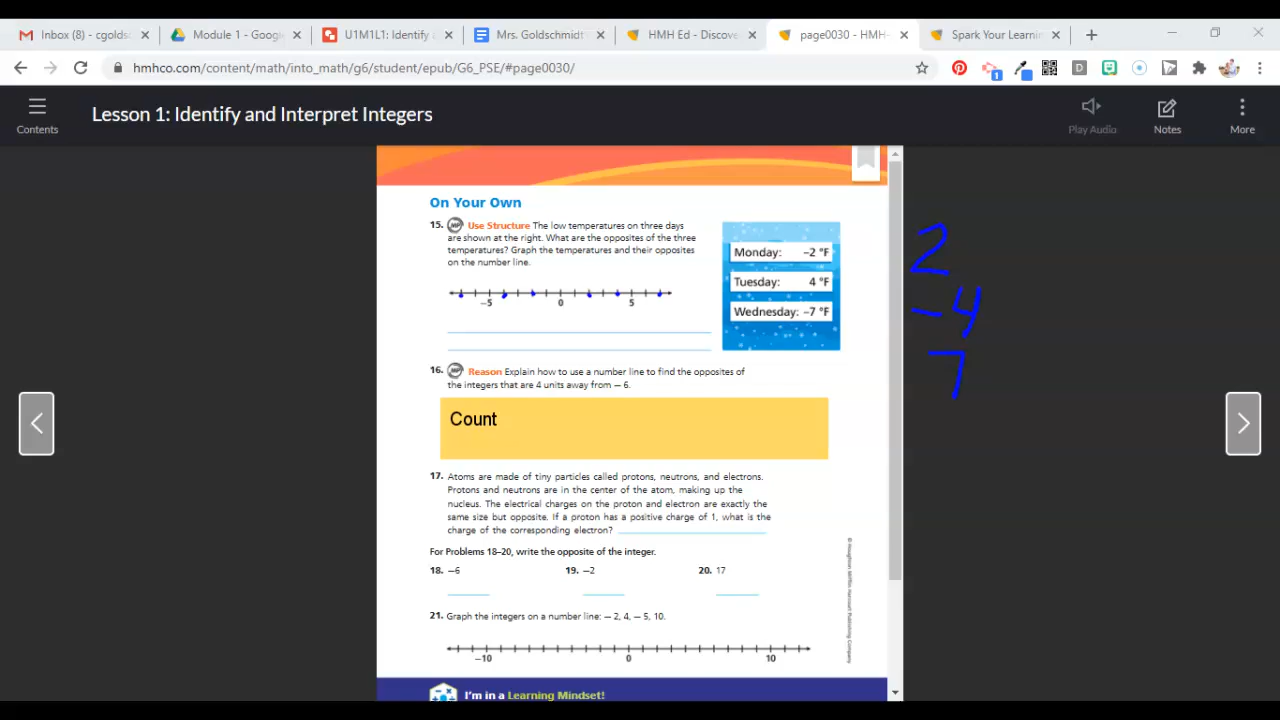 Inbox (8) - cgolds
Module 1 - Goog
U1M1L1: Identify
Mrs. Goldschmidt
HMH Ed - Discove
page0030 - HMH-
Spark Your Learnin
hmhco.com/content/math/into_math/g6/student/epub/G6_PSE/#page0030/
1
D
Contents
Lesson 1: Identify and Interpret Integers
Play Audio
Notes
More
On Your Own
15. MP Use Structure The low temperatures on three days
are shown at the right. What are the opposites of the three
temperatures? Graph the temperatures and their opposites
on the number line.
−5 0 5
Monday: −2 °F
Tuesday: 4 °F
Wednesday: −7 °F
2
-4
7
16. MP Reason Explain how to use a number line to find the opposites of
the integers that are 4 units away from − 6.
Count
17. Atoms are made of tiny particles called protons, neutrons, and electrons.
Protons and neutrons are in the center of the atom, making up the
nucleus. The electrical charges on the proton and electron are exactly the
same size but opposite. If a proton has a positive charge of 1, what is the
charge of the corresponding electron?
For Problems 18–20, write the opposite of the integer.
18. −6 19. −2 20. 17
21. Graph the integers on a number line: − 2, 4, − 5, 10.
−10 0 10
© Houghton Mifflin Harcourt Publishing Company
I'm in a Learning Mindset!